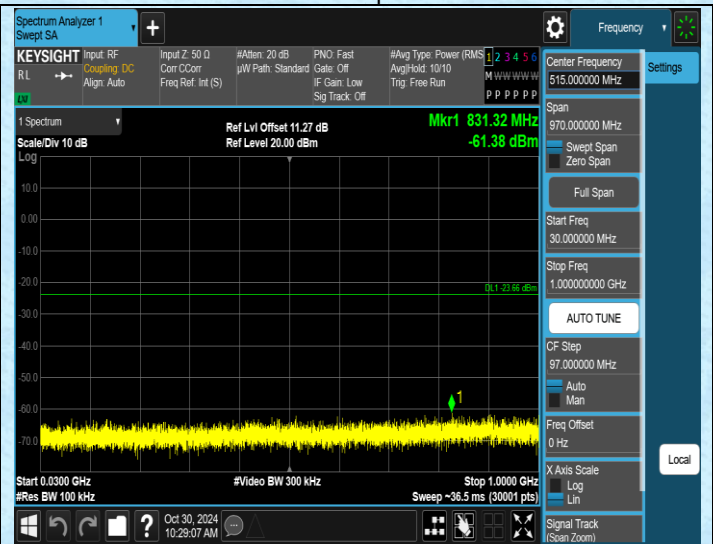 Spectrum Analyzer 1
Swept SA
+
Frequency
KEYSIGHT
RL
LXI
Input: RF
Coupling: DC
Align: Auto
Input Z: 50 Ω
Corr CCorr
Freq Ref: Int (S)
#Atten: 20 dB
µW Path: Standard
PNO: Fast
Gate: Off
IF Gain: Low
Sig Track: Off
#Avg Type: Power (RMS
Avg|Hold: 10/10
Trig: Free Run
1 2 3 4 5 6
M W W W W W
P P P P P P
1 Spectrum
Scale/Div 10 dB
Ref Lvl Offset 11.27 dB
Ref Level 20.00 dBm
Mkr1 831.32 MHz
-61.38 dBm
Log
10.0
0.00
-10.0
-20.0
DL1 -23.66 dBm
-30.0
-40.0
-50.0
1
-60.0
-70.0
Start 0.0300 GHz
#Res BW 100 kHz
#Video BW 300 kHz
Stop 1.0000 GHz
Sweep ~36.5 ms (30001 pts)
?
Oct 30, 2024
10:29:07 AM
Center Frequency
515.000000 MHz
Span
970.000000 MHz
Swept Span
Zero Span
Full Span
Start Freq
30.000000 MHz
Stop Freq
1.000000000 GHz
AUTO TUNE
CF Step
97.000000 MHz
Auto
Man
Freq Offset
0 Hz
X Axis Scale
Log
Lin
Signal Track
(Span Zoom)
Settings
Local